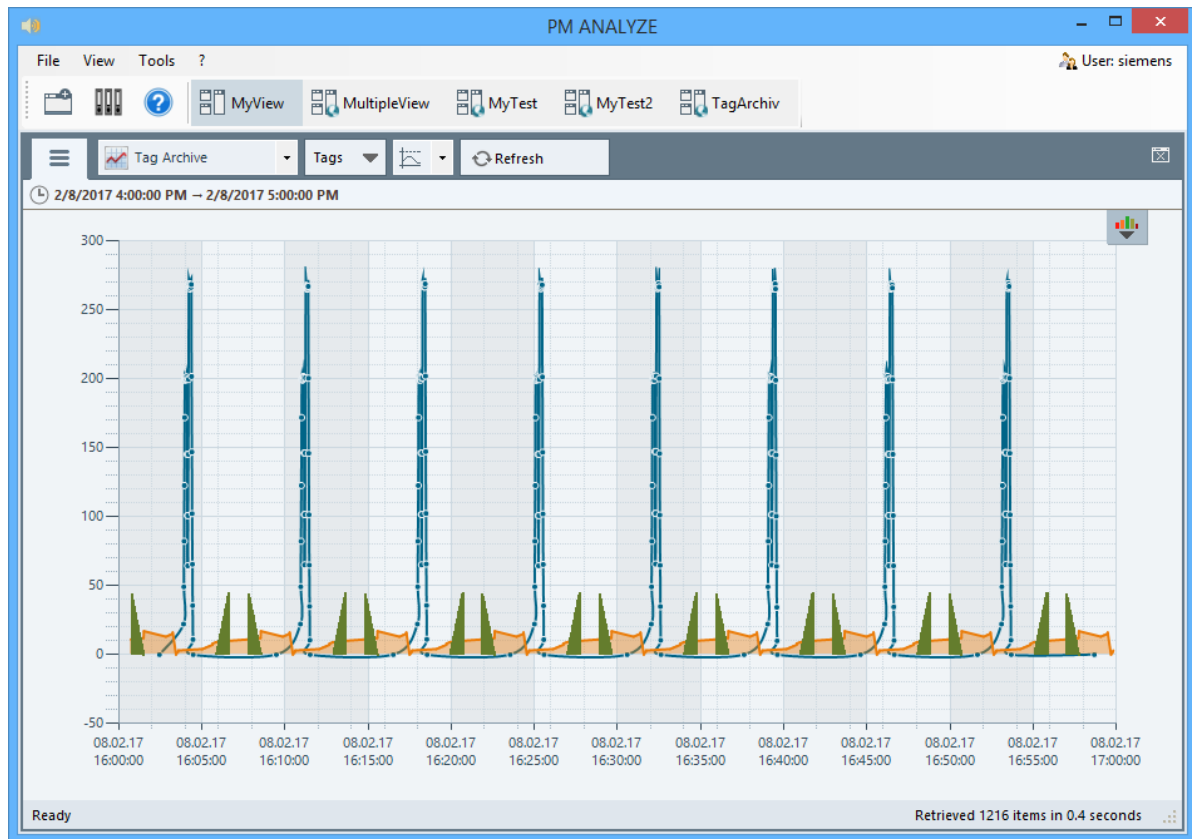 PM ANALYZE
File View Tools ?
User: siemens
MyView MultipleView MyTest MyTest2 TagArchiv
Tag Archive Tags Refresh
2/8/2017 4:00:00 PM → 2/8/2017 5:00:00 PM
300
250
200
150
100
50
0
-50
08.02.17 08.02.17 08.02.17 08.02.17 08.02.17 08.02.17 08.02.17 08.02.17 08.02.17 08.02.17 08.02.17 08.02.17 08.02.17
16:00:00 16:05:00 16:10:00 16:15:00 16:20:00 16:25:00 16:30:00 16:35:00 16:40:00 16:45:00 16:50:00 16:55:00 17:00:00
Ready
Retrieved 1216 items in 0.4 seconds